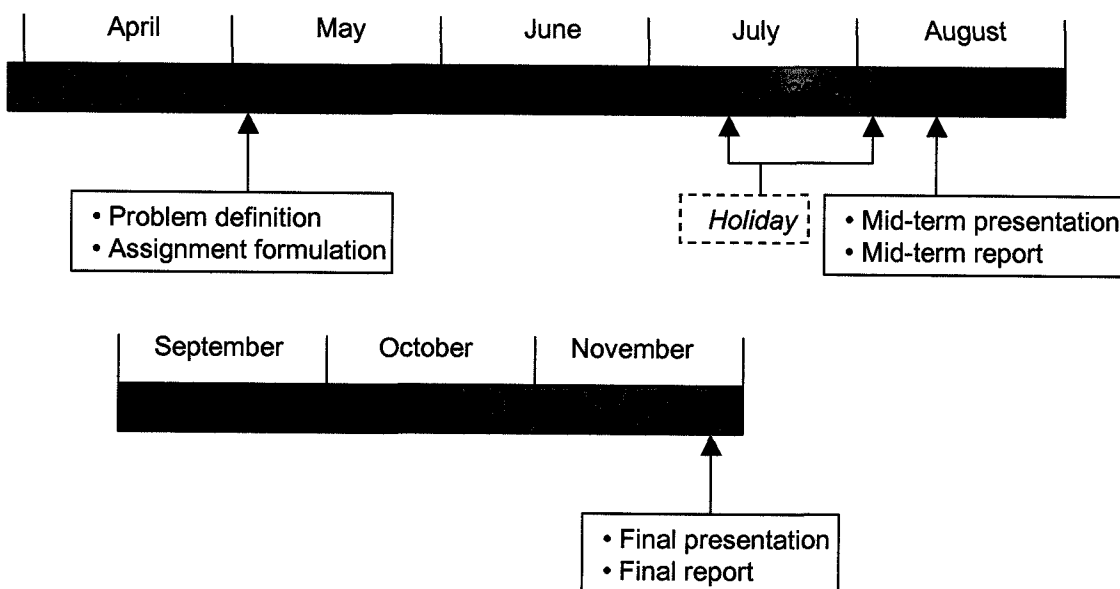 April May June July August
• Problem definition
• Assignment formulation
Holiday
• Mid-term presentation
• Mid-term report
September October November
• Final presentation
• Final report